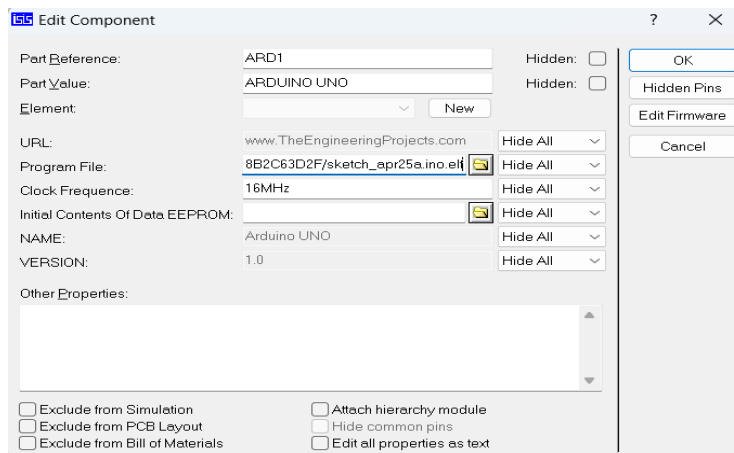 ISIS Edit Component ? ×
Part Reference: ARD1 Hidden: OK
Part Value: ARDUINO UNO Hidden: Hidden Pins
Element: New Edit Firmware
URL: www.TheEngineeringProjects.com Hide All Cancel
Program File: 8B2C63D2F/sketch_apr25a.ino.elf Hide All
Clock Frequence: 16MHz Hide All
Initial Contents Of Data EEPROM: Hide All
NAME: Arduino UNO Hide All
VERSION: 1.0 Hide All
Other Properties:
Exclude from Simulation Attach hierarchy module
Exclude from PCB Layout Hide common pins
Exclude from Bill of Materials Edit all properties as text